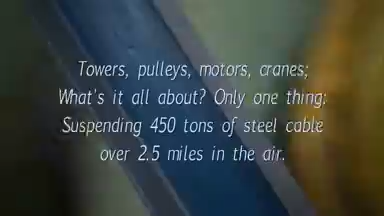 Towers, pulleys, motors, cranes;
What's it all about? Only one thing:
Suspending 450 tons of steel cable
over 2.5 miles in the air.